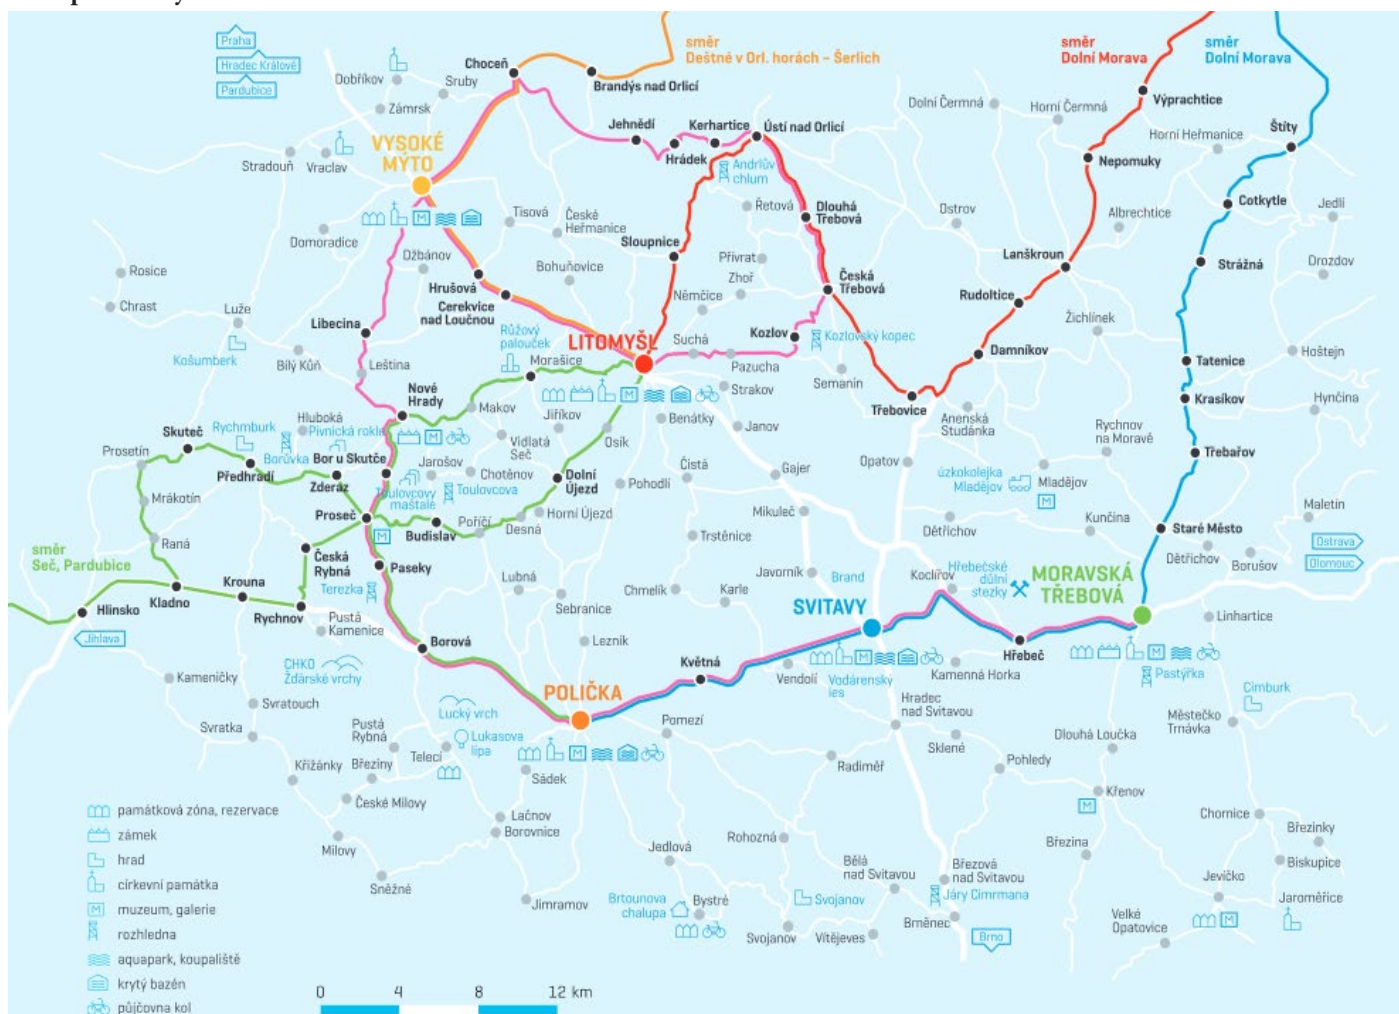 Praha
Hradec Králové
Pardubice
směr
Deštné v Orl. horách – Šerlich
směr
Dolní Morava
směr
Dolní Morava
Choceň
Brandýs nad Orlicí
Dobříkov
Sruby
Zámrsk
Výprachtice
Dolní Čermná
Horní Čermná
Jehnědí
Kerhartice
Ústí nad Orlicí
Horní Heřmanice
Štíty
VYSOKÉ
MÝTO
Stradouň
Vraclav
Hrádek
Andrlův
chlum
Nepomuky
Řetová
Dlouhá
Třebová
Ostrov
Albrechtice
Cotkytle
Jedlí
Tisová
České
Heřmanice
Domoradice
Sloupnice
Džbánov
Přívrat
Lanškroun
Strážná
Drozdov
Rosice
Bohuňovice
Zhoř
Česká
Třebová
Hrušová
Němčice
Rudoltice
Chrast
Cerekvice
nad Loučnou
Luže
Libecina
Růžový
palouček
LITOMYŠL
Suchá
Kozlov
Kozlovský kopec
Žichlínek
Košumberk
Bílý Kůň
Leština
Morašice
Pazucha
Damníkov
Hoštejn
Tatenice
Semanín
Strakov
Nové
Hrady
Třebovice
Krasíkov
Makov
Jiříkov
Benátky
Janov
Anenská
Studánka
Hynčina
Hluboká
Rychmburk
Pivnická rokle
Skuteč
Vidlatá
Seč
Osík
Rychnov
na Moravě
Prosetín
Borůvka
Bor u Skutče
Třebařov
Předhradí
Jarošov
Čistá
Gajer
Opatov
Zderaz
Chotěnov
Dolní
Újezd
Pohodlí
úzkokolejka
Mladějov
Mladějov
Toulovcovy
maštale
Toulovcova
Mrákotín
Maletín
Proseč
Poříčí
Horní Újezd
Mikuleč
Kunčina
Budislav
Desná
Dětřichov
Staré Město
Raná
Trstěnice
Ostrava
směr
Seč, Pardubice
Česká
Rybná
Paseky
Dětřichov
Borušov
Olomouc
Javorník
Brand
Koclířov
Hřebečské
důlní
stezky
MORAVSKÁ
TŘEBOVÁ
Lubná
Krouna
Terezka
Kladno
Chmelík
Karle
Hlinsko
Rychnov
Sebranice
SVITAVY
Pustá
Kamenice
Linhartice
Jihlava
Borová
Lezník
Hřebeč
Květná
Vendolí
Vodárenský
les
Kamenná Horka
Pastýřka
CHKO
Žďárské vrchy
Kameničky
POLIČKA
Cimburk
Svratouch
Lucký vrch
Hradec
nad Svitavou
Městečko
Trnávka
Svratka
Pustá
Rybná
Lukasova
lípa
Pomezí
Telecí
Sklené
Dlouhá Loučka
Křižánky
Březiny
Sádek
Radiměř
Pohledy
České Milovy
Křenov
památková zóna, rezervace
Lačnov
Chornice
zámek
Borovnice
Rohozná
Březinky
Milovy
Jedlová
Březina
hrad
Bělá
nad Svitavou
Březová
nad Svitavou
Biskupice
církevní památka
Sněžné
Jevíčko
Brtounova
chalupa
Bystré
Svojanov
Járy Cimrmana
Jaroměřice
muzeum, galerie
Jimramov
Velké
Opatovice
rozhledna
Svojanov
Vítějeves
Brněnec
Brno
aquapark, koupaliště
krytý bazén
0 4 8 12 km
půjčovna kol